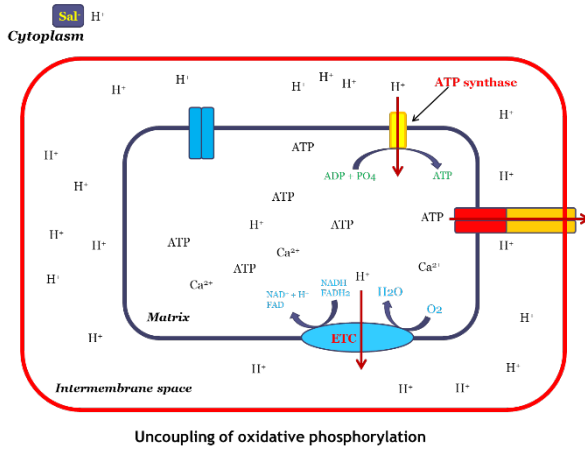 Sal- H+
Cytoplasm
H+
H+
H+
H+
H+
H+
ATP synthase
H+
ATP
H+
H+
ADP + PO4
ATP
H+
ATP
H+
H+
ATP
ATP
H+
H+
ATP
H+
Ca2+
ATP
Ca2+
H+
H+
Ca2+
NADH
FADH2
NAD+ + H+
FAD
H2O
O2
Matrix
H+
H+
ETC
H+
H+
Intermembrane space
H+
H+
Uncoupling of oxidative phosphorylation